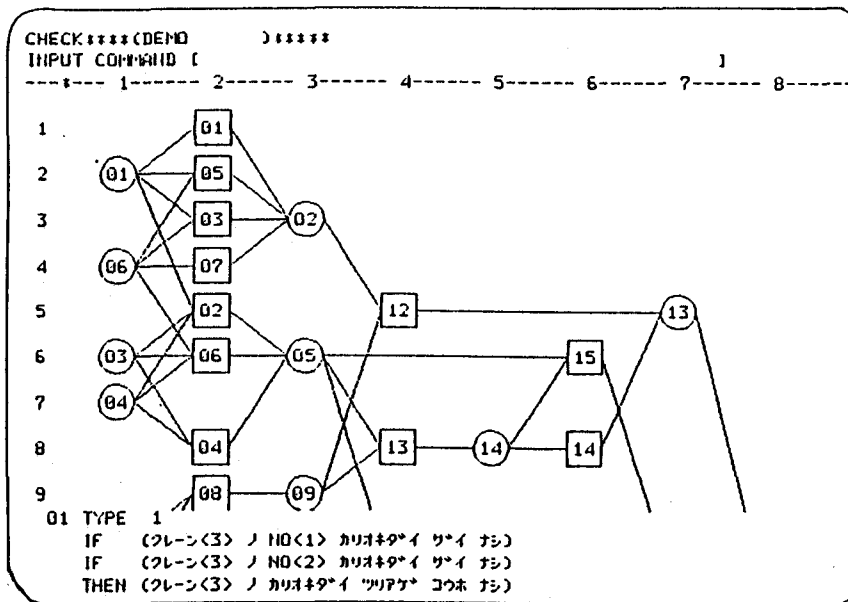 CHECK****(DEMO )*****
INPUT COMMAND [ ]
---*--- 1------- 2------- 3------- 4------- 5------- 6------- 7------- 8-------
1 01
2 01 05
3 03 02
4 06 07
5 02 12 13
6 03 06 05 15
7 04
8 04 13 14 14
9 08 09
01 TYPE 1
IF (クレーン<3> ノ NO<1> カリオキダイ ザイ ナシ)
IF (クレーン<3> ノ NO<2> カリオキダイ ザイ ナシ)
THEN (クレーン<3> ノ カリオキダイ ツリアゲ コウホ ナシ)